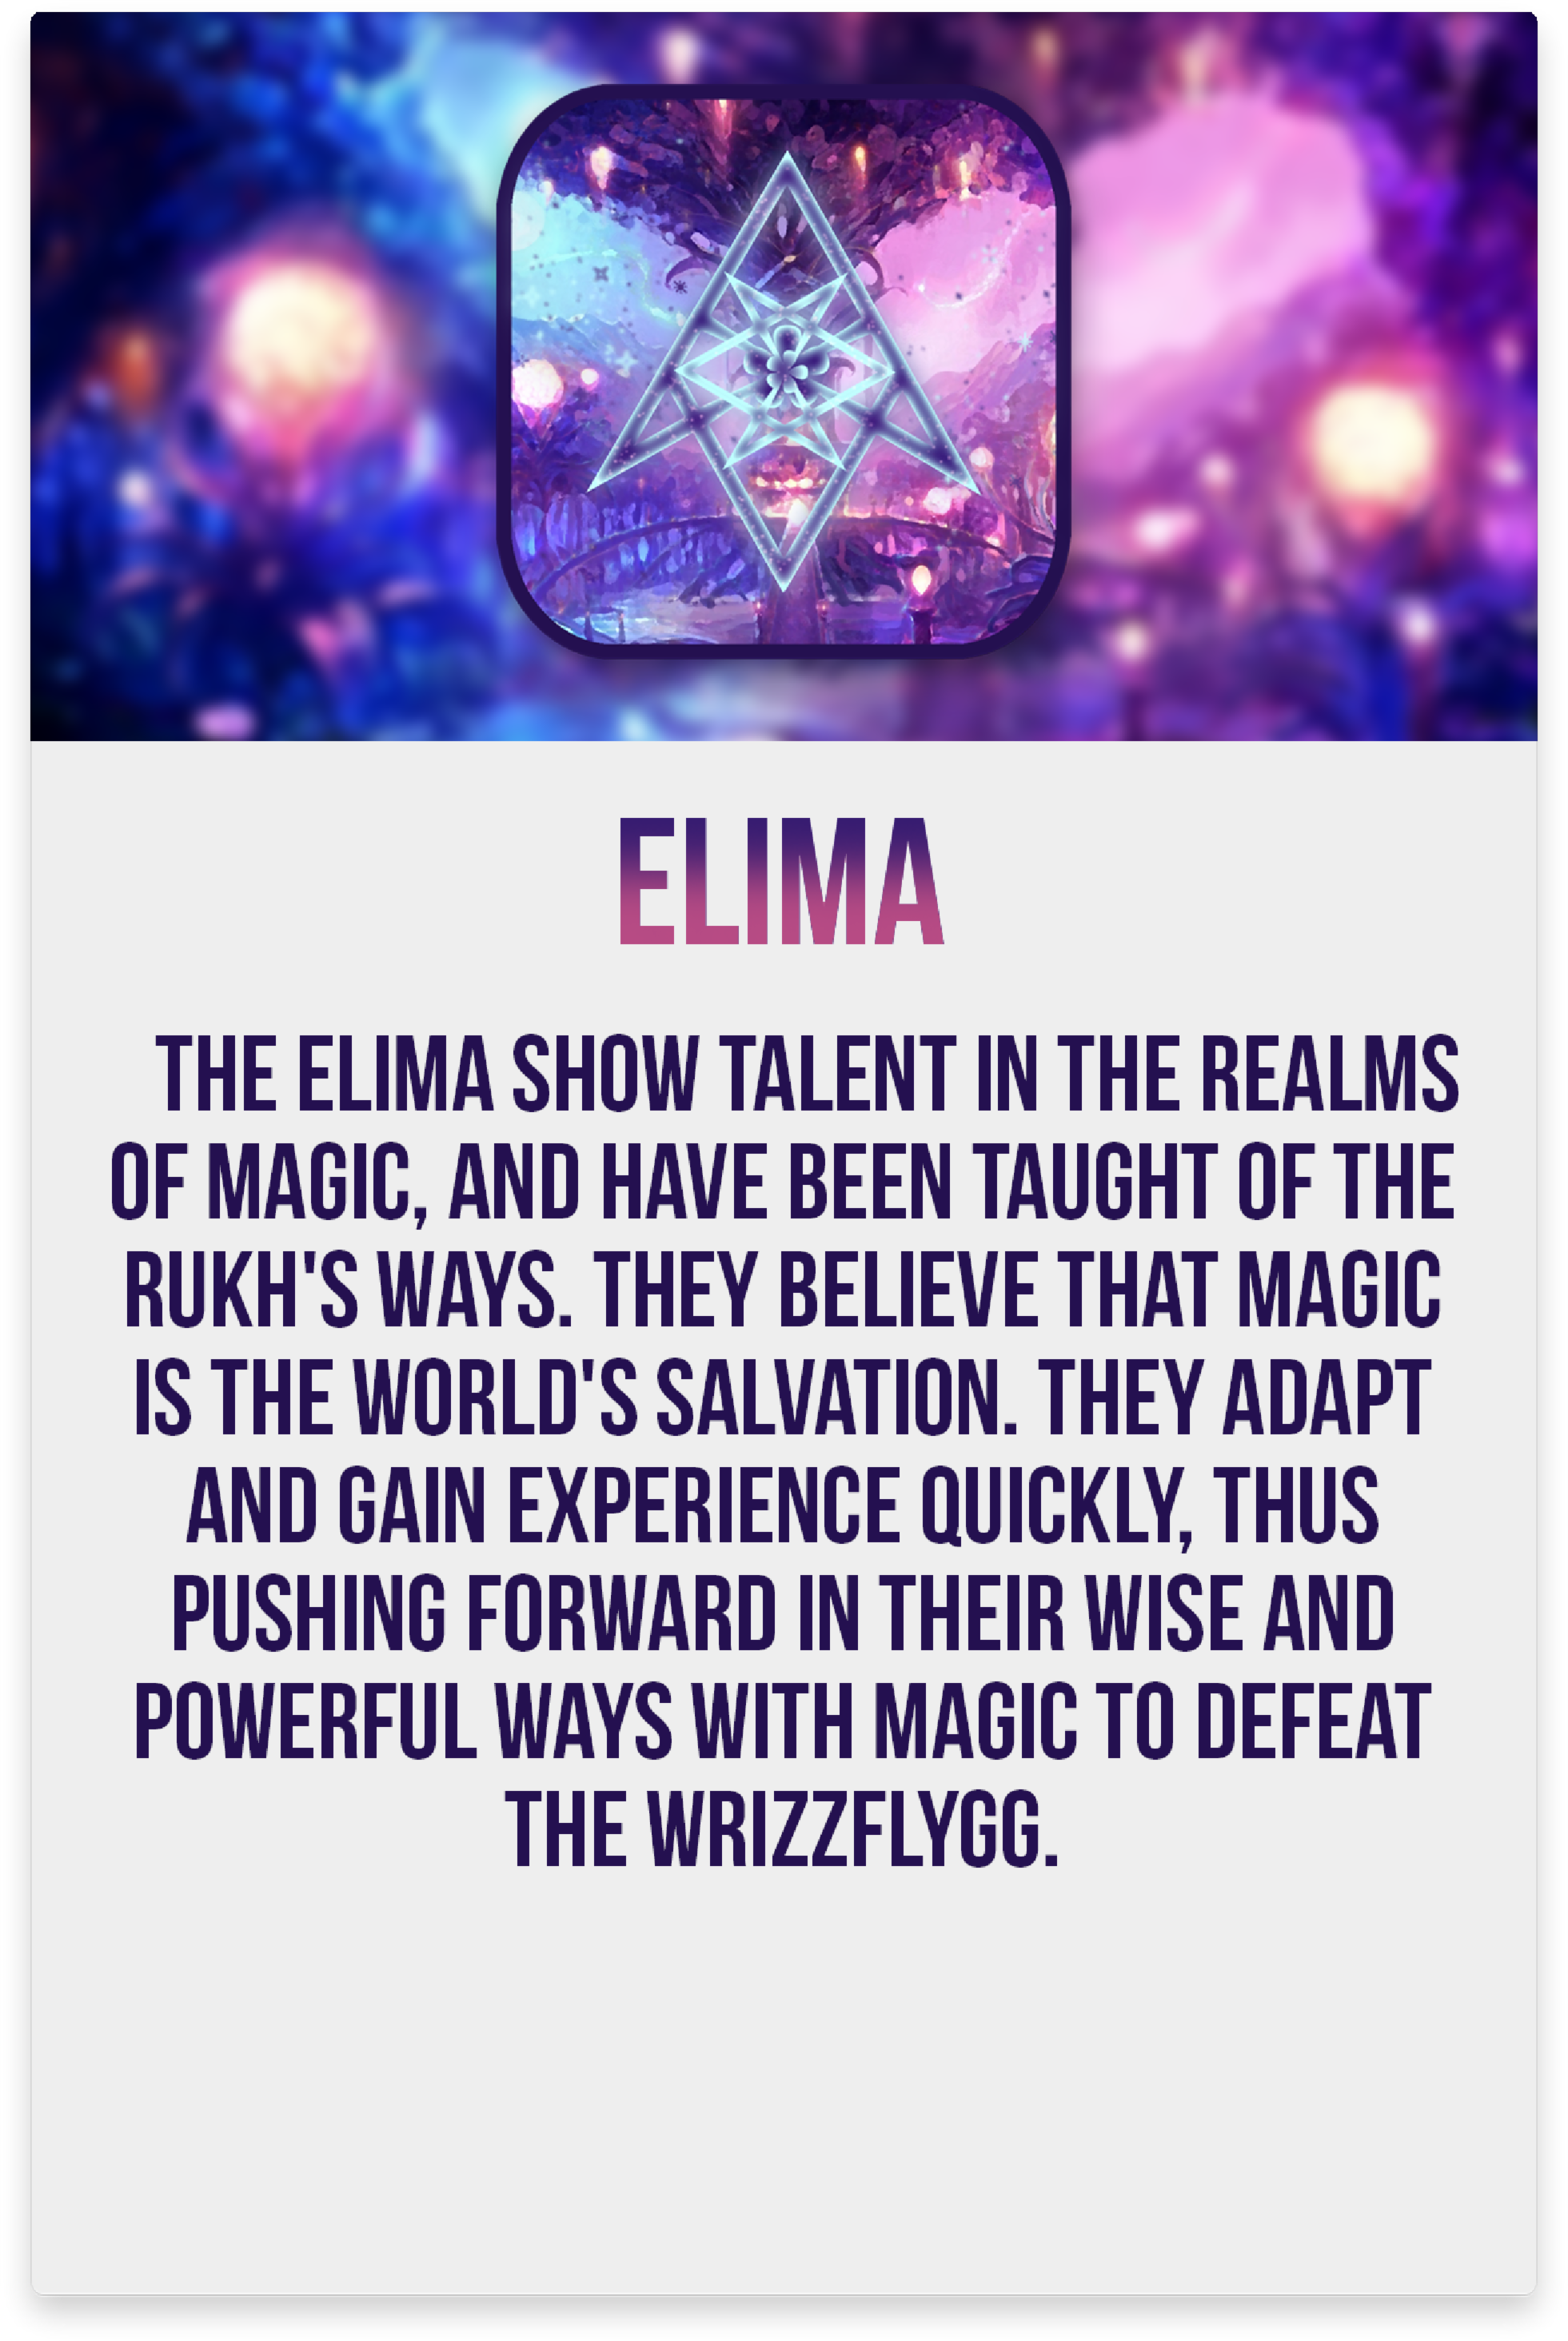 ELIMA
THE ELIMA SHOW TALENT IN THE REALMS
OF MAGIC, AND HAVE BEEN TAUGHT OF THE
RUKH'S WAYS. THEY BELIEVE THAT MAGIC
IS THE WORLD'S SALVATION. THEY ADAPT
AND GAIN EXPERIENCE QUICKLY, THUS
PUSHING FORWARD IN THEIR WISE AND
POWERFUL WAYS WITH MAGIC TO DEFEAT
THE WRIZZFLYGG.